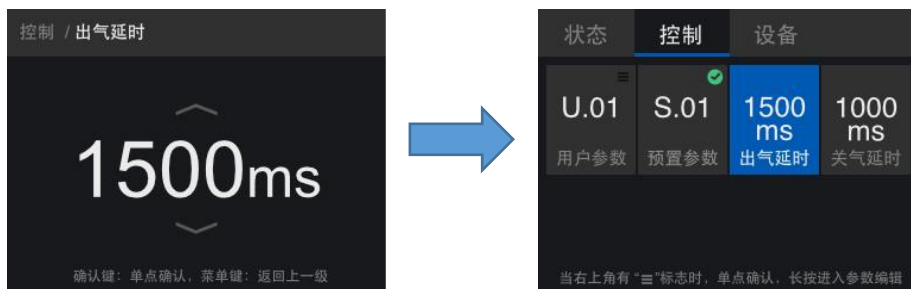 控制 / 出气延时
1500ms
确认键：单点确认，菜单键：返回上一级
状态 控制 设备
U.01 S.01 1500 ms 1000 ms
用户参数 预置参数 出气延时 关气延时
当右上角有“≡”标志时，单点确认，长按进入参数编辑